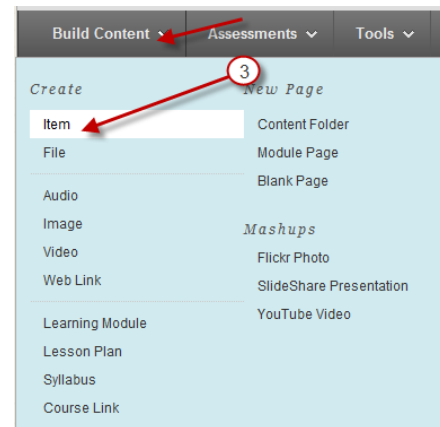 Build Content Assessments Tools
3
Create
Item
File
Audio
Image
Video
Web Link
Learning Module
Lesson Plan
Syllabus
Course Link
New Page
Content Folder
Module Page
Blank Page
Mashups
Flickr Photo
SlideShare Presentation
YouTube Video